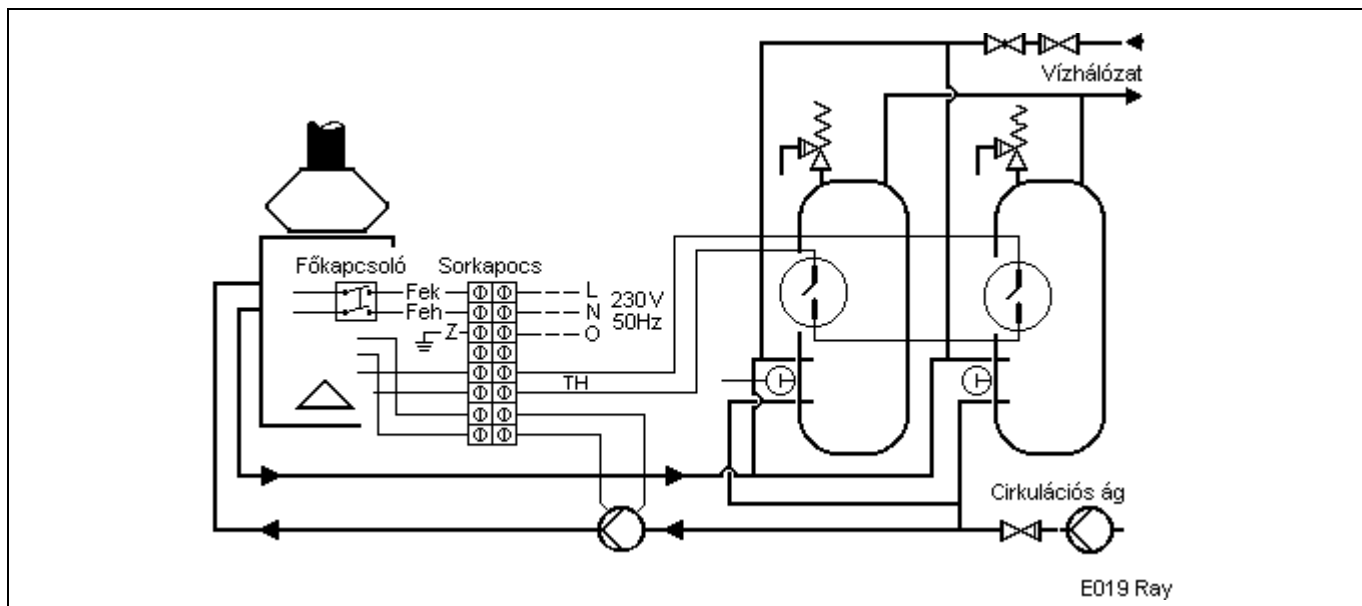 Vízhálózat
Főkapcsoló
Sorkapocs
Fek
L
Feh
N
Z
O
230V
50Hz
TH
Cirkulációs ág
E019 Ray